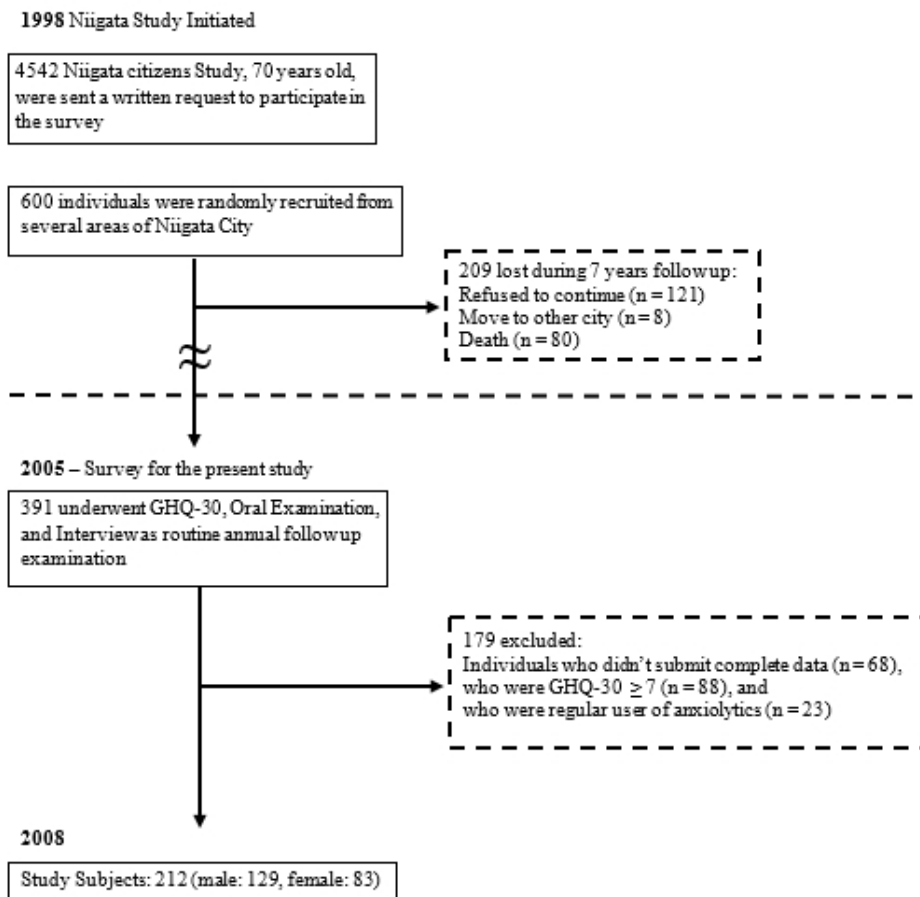 1998 Niigata Study Initiated
4542 Niigata citizens Study, 70 years old,
were sent a written request to participate in
the survey
600 individuals were randomly recruited from
several areas of Niigata City
209 lost during 7 years followup:
Refused to continue (n = 121)
Move to other city (n = 8)
Death (n = 80)
2005 – Survey for the present study
391 underwent GHQ-30, Oral Examination,
and Interview as routine annual followup
examination
179 excluded:
Individuals who didn't submit complete data (n = 68),
who were GHQ-30 ≥ 7 (n = 88), and
who were regular user of anxiolytics (n = 23)
2008
Study Subjects: 212 (male: 129, female: 83)